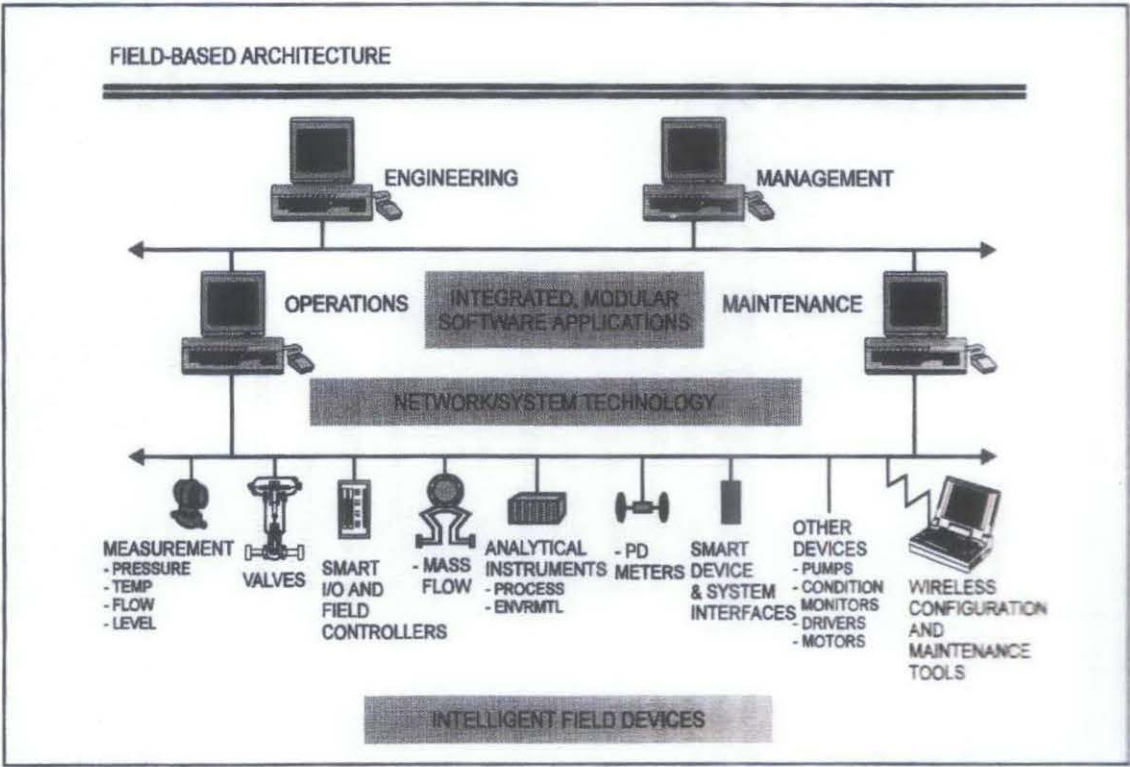 FIELD-BASED ARCHITECTURE
ENGINEERING
MANAGEMENT
OPERATIONS
INTEGRATED, MODULAR
SOFTWARE APPLICATIONS
MAINTENANCE
NETWORK/SYSTEM TECHNOLOGY
MEASUREMENT
- PRESSURE
- TEMP
- FLOW
- LEVEL
VALVES
SMART
I/O AND
FIELD
CONTROLLERS
- MASS
FLOW
ANALYTICAL
INSTRUMENTS
- PROCESS
- ENVRMTL
- PD
METERS
SMART
DEVICE
& SYSTEM
INTERFACES
OTHER
DEVICES
- PUMPS
- CONDITION
MONITORS
- DRIVERS
- MOTORS
WIRELESS
CONFIGURATION
AND
MAINTENANCE
TOOLS
INTELLIGENT FIELD DEVICES